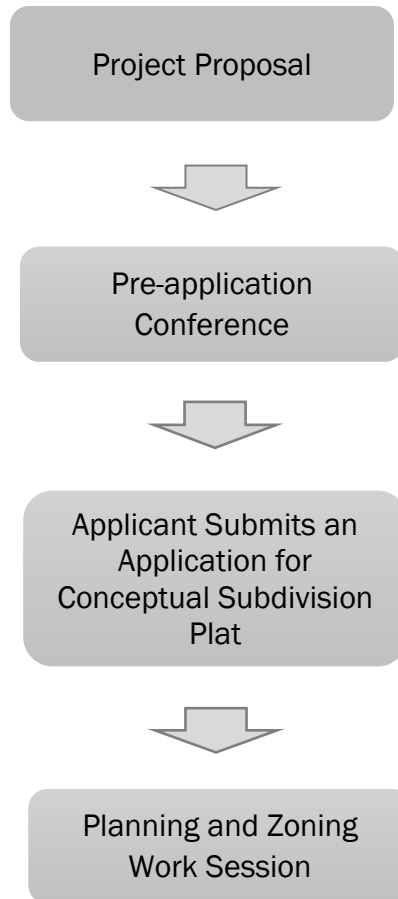 Project Proposal
Pre-application
Conference
Applicant Submits an
Application for
Conceptual Subdivision
Plat
Planning and Zoning
Work Session